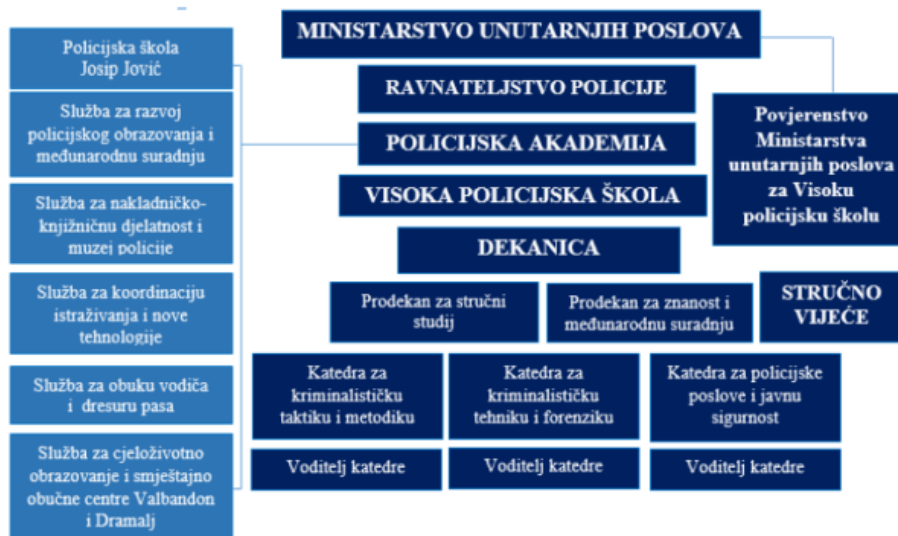 Policijska škola
Josip Jović
Služba za razvoj
policijskog obrazovanja i
međunarodnu suradnju
Služba za nakladničko-
knjižničnu djelatnost i
muzej policije
Služba za koordinaciju
istraživanja i nove
tehnologije
Služba za obuku vodiča
i dresuru pasa
Služba za cjeloživotno
obrazovanje i smještajno
obučne centre Valbandon
i Dramalj
MINISTARSTVO UNUTARNJIH POSLOVA
RAVNATELJSTVO POLICIJE
POLICIJSKA AKADEMIJA
VISOKA POLICIJSKA ŠKOLA
DEKANICA
Povjerenstvo
Ministarstva
unutarnjih poslova
za Visoku
policijsku školu
Prodekan za stručni
studij
Prodekan za znanost i
međunarodnu suradnju
STRUČNO
VIJEĆE
Katedra za
kriminalističku
taktiku i metodiku
Katedra za
kriminalističku
tehniku i forenziku
Katedra za policijske
poslove i javnu
sigurnost
Voditelj katedre
Voditelj katedre
Voditelj katedre